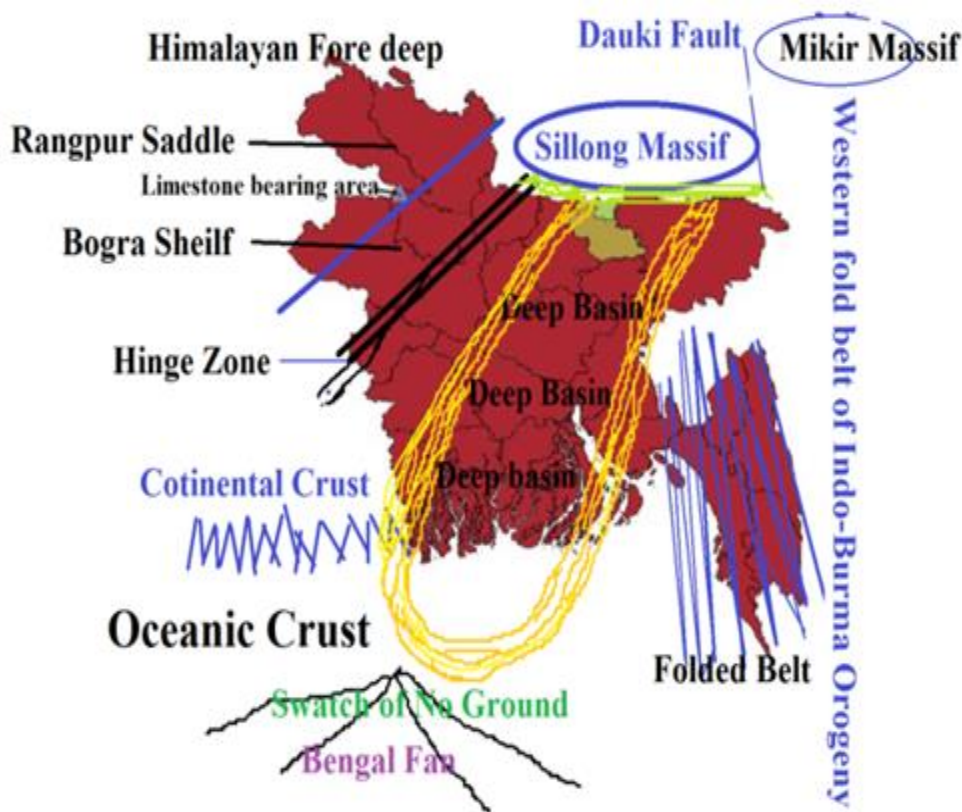 Himalayan Fore deep
Dauki Fault
Mikir Massif
Rangpur Saddle
Sillong Massif
Limestone bearing area
Bogra Sheilf
Deep Basin
Hinge Zone
Deep Basin
Deep basin
Cotinental Crust
Oceanic Crust
Folded Belt
Swatch of No Ground
Bengal Fan
Western fold belt of Indo-Burma Orogeny